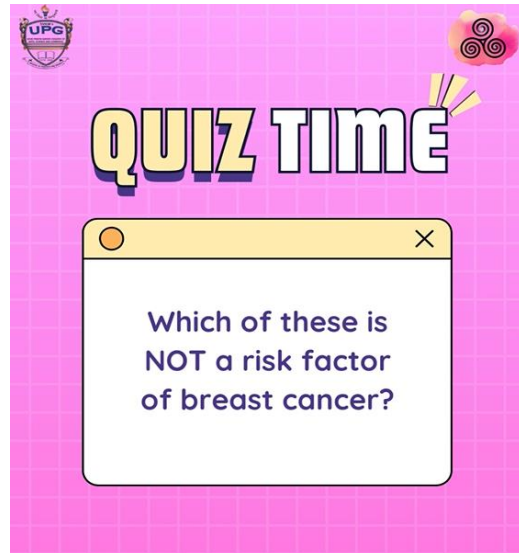 UPG
QUIZ TIME
Which of these is
NOT a risk factor
of breast cancer?